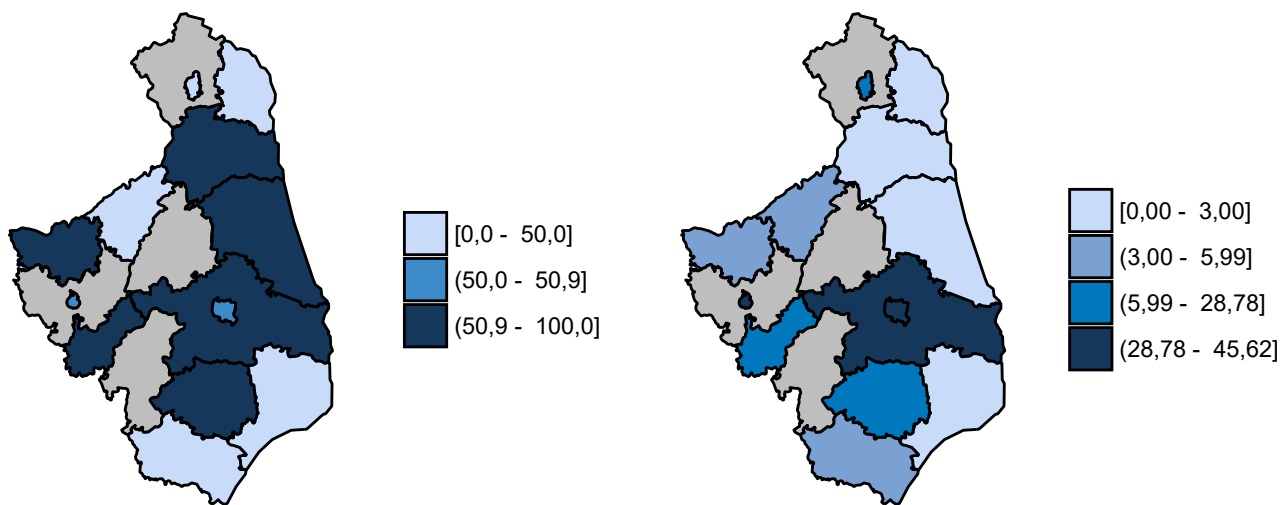 [0,0 -  50,0]
(50,0 -  50,9]
(50,9 -  100,0]
[0,00 -  3,00]
(3,00 -  5,99]
(5,99 -  28,78]
(28,78 -  45,62]